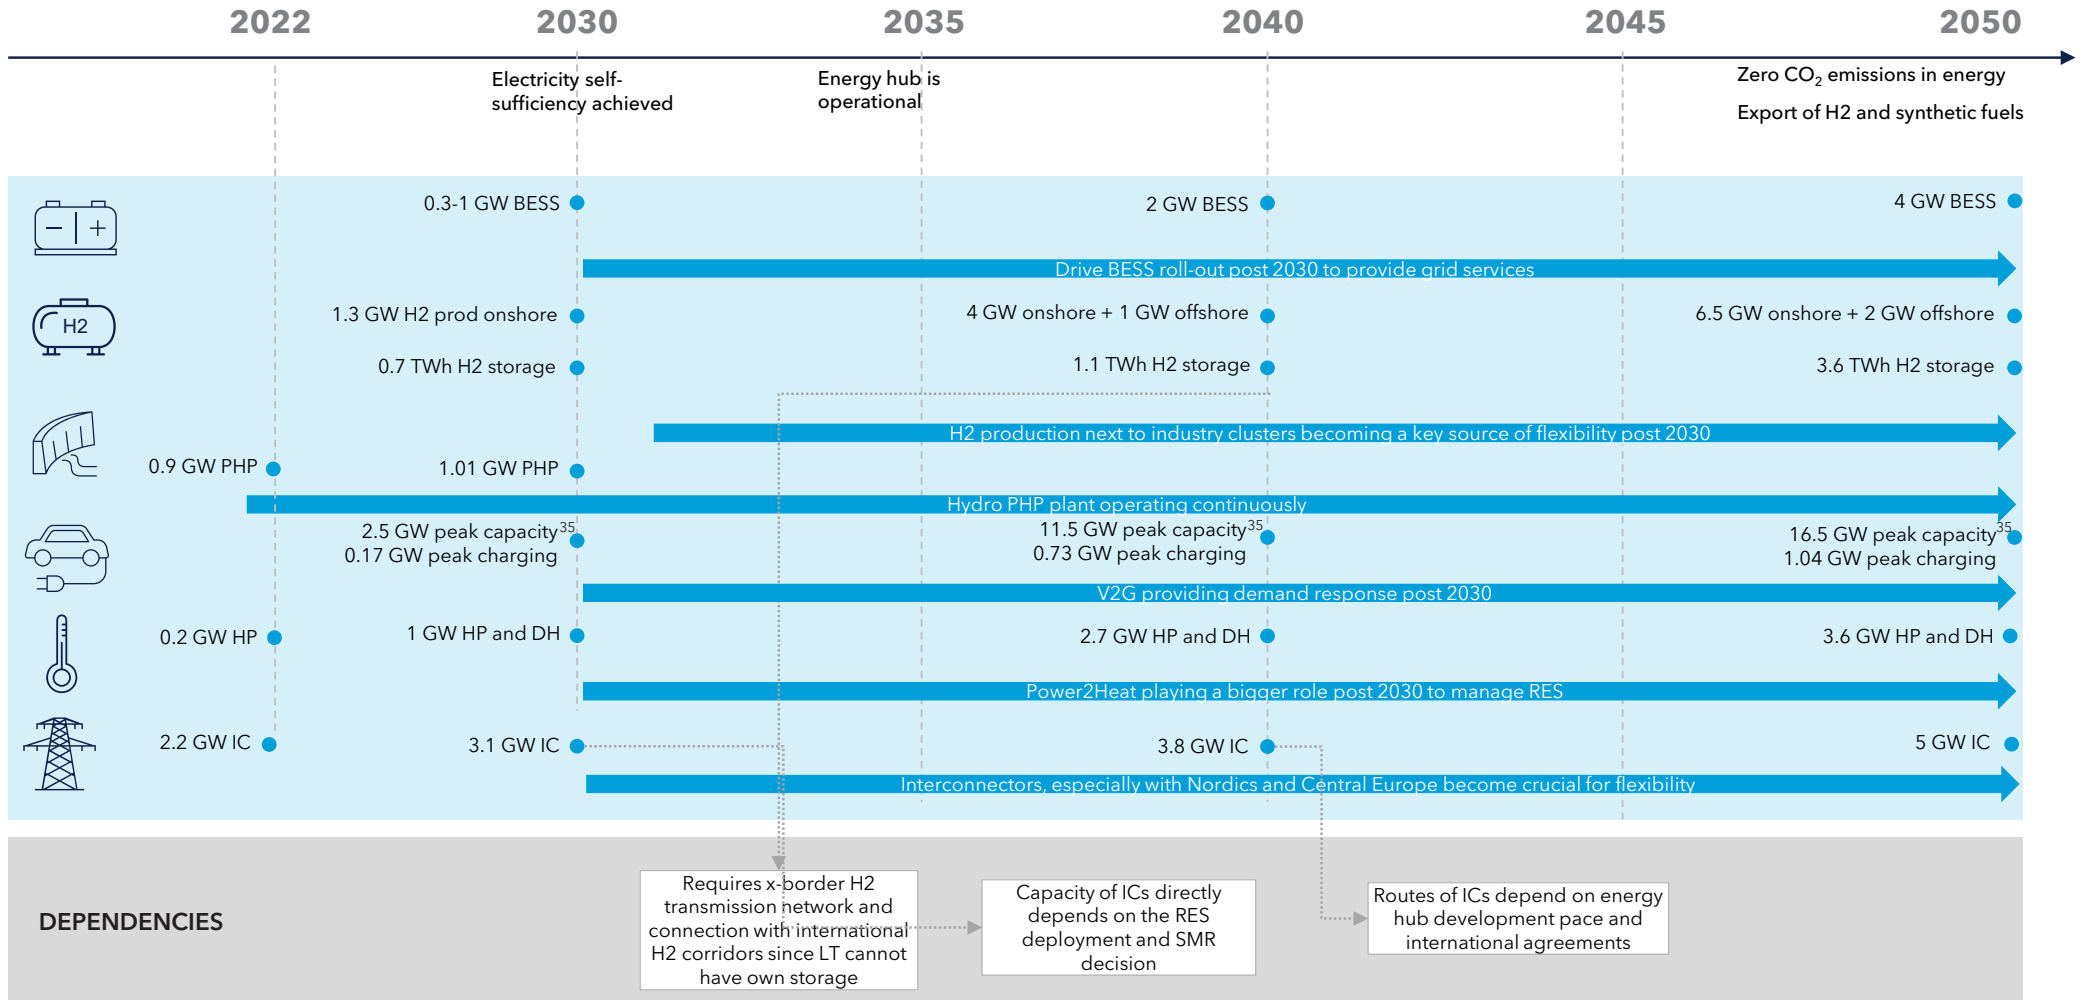 2022 2030 2035 2040 2045 2050
Electricity self-
sufficiency achieved
Energy hub is
operational
Zero CO₂ emissions in energy
Export of H2 and synthetic fuels
0.3-1 GW BESS
2 GW BESS
4 GW BESS
Drive BESS roll-out post 2030 to provide grid services
H2
1.3 GW H2 prod onshore
4 GW onshore + 1 GW offshore
6.5 GW onshore + 2 GW offshore
0.7 TWh H2 storage
1.1 TWh H2 storage
3.6 TWh H2 storage
H2 production next to industry clusters becoming a key source of flexibility post 2030
0.9 GW PHP
1.01 GW PHP
Hydro PHP plant operating continuously
2.5 GW peak capacity³⁵
0.17 GW peak charging
11.5 GW peak capacity³⁵
0.73 GW peak charging
16.5 GW peak capacity³⁵
1.04 GW peak charging
V2G providing demand response post 2030
0.2 GW HP
1 GW HP and DH
2.7 GW HP and DH
3.6 GW HP and DH
Power2Heat playing a bigger role post 2030 to manage RES
2.2 GW IC
3.1 GW IC
3.8 GW IC
5 GW IC
Interconnectors, especially with Nordics and Central Europe become crucial for flexibility
DEPENDENCIES
Requires x-border H2
transmission network and
connection with international
H2 corridors since LT cannot
have own storage
Capacity of ICs directly
depends on the RES
deployment and SMR
decision
Routes of ICs depend on energy
hub development pace and
international agreements